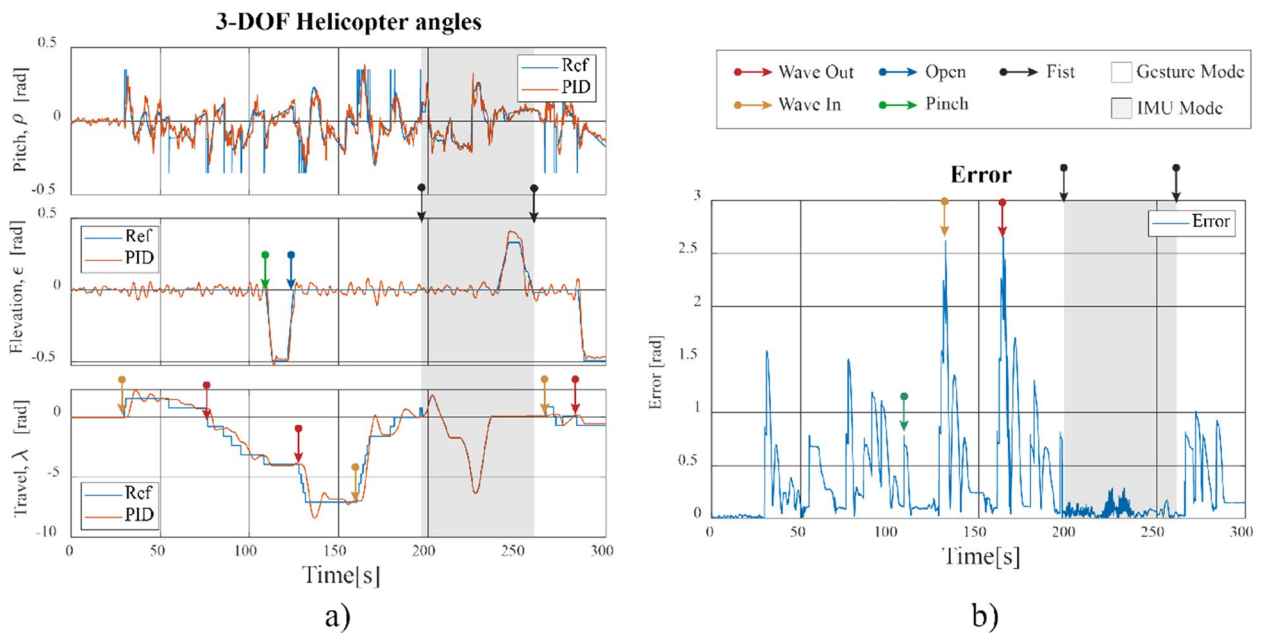 3-DOF Helicopter angles
0.5
0
-0.5
Pitch, ρ [rad]
Ref
PID
0.5
0
-0.5
Elevation, ϵ [rad]
Ref
PID
0
-5
-10
Travel, λ [rad]
Ref
PID
0 50 100 150 200 250 300
Time[s]
a)
Wave Out Open Fist Gesture Mode
Wave In Pinch IMU Mode
Error
3
2.5
2
1.5
1
0.5
0
Error [rad]
Error
0 50 100 150 200 250 300
Time[s]
b)